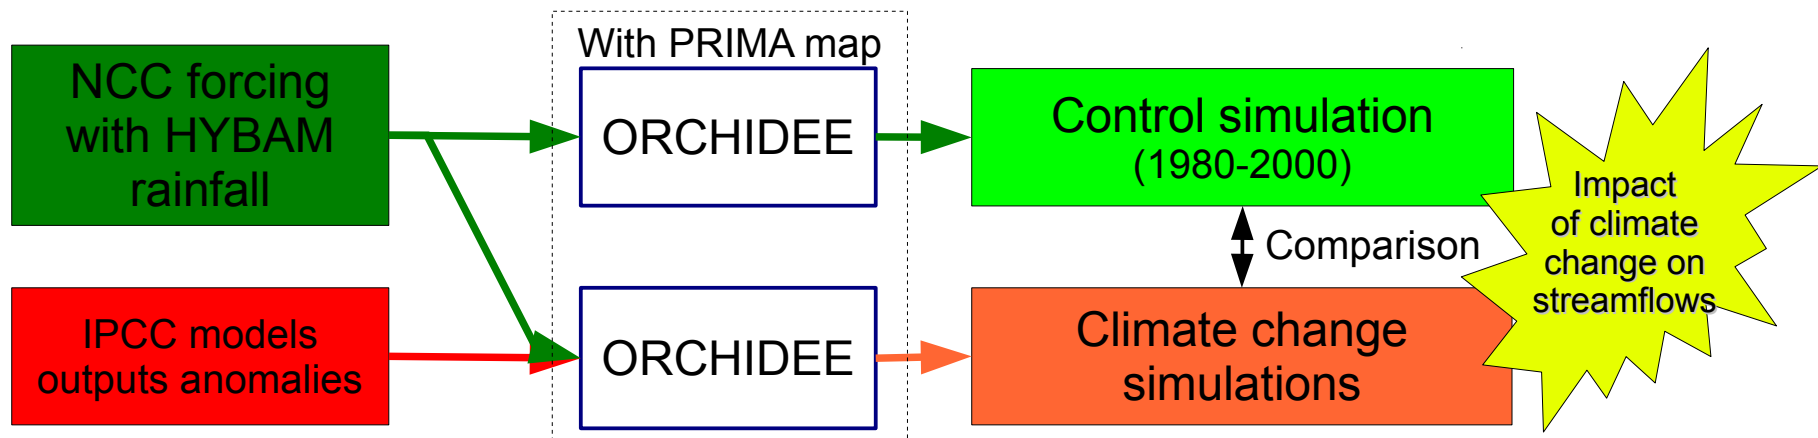 NCC forcing
with HYBAM
rainfall
With PRIMA map
ORCHIDEE
Control simulation
(1980-2000)
Impact
of climate
change on
streamflows
Comparison
IPCC models
outputs anomalies
ORCHIDEE
Climate change
simulations